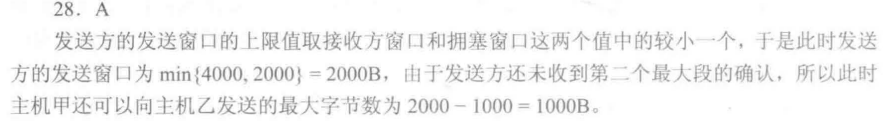 28. A
发送方的发送窗口的上限值取接收方窗口和拥塞窗口这两个值中的较小一个，于是此时发送
方的发送窗口为 min{4000, 2000} = 2000B，由于发送方还未收到第二个最大段的确认，所以此时
主机甲还可以向主机乙发送的最大字节数为 2000 − 1000 = 1000B。